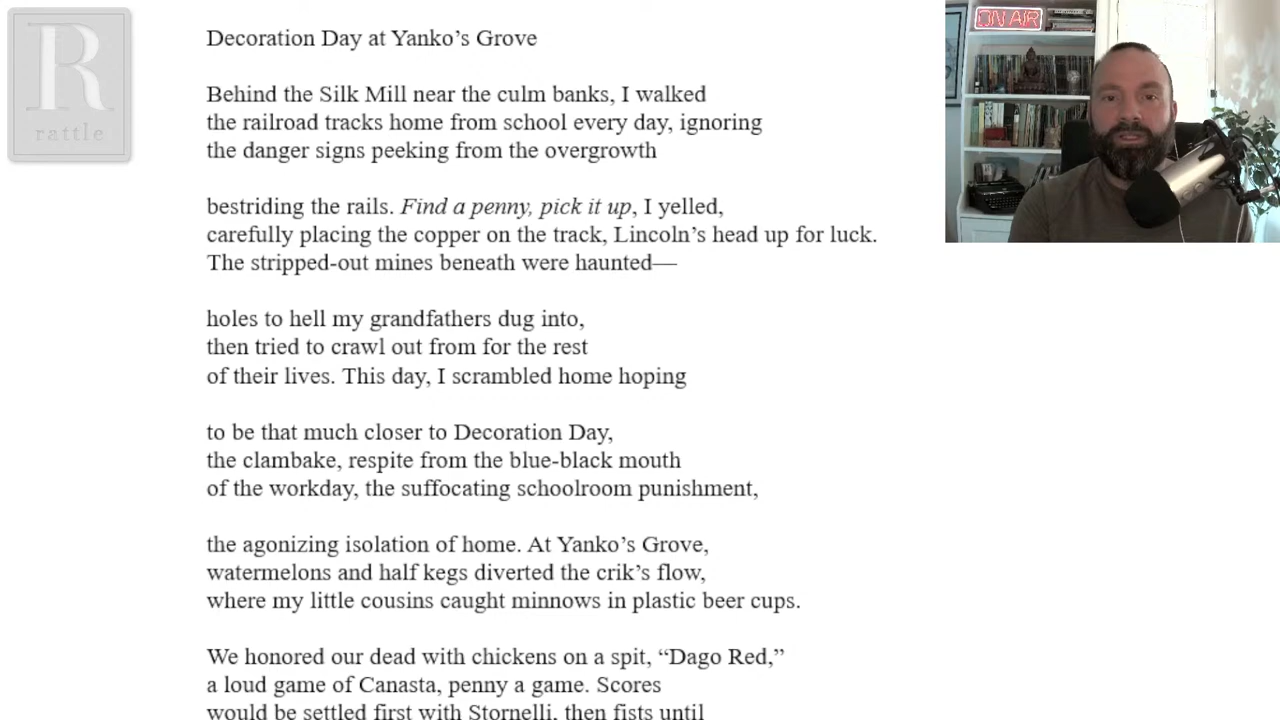 R
rattle
ON AIR
Decoration Day at Yanko’s Grove
Behind the Silk Mill near the culm banks, I walked
the railroad tracks home from school every day, ignoring
the danger signs peeking from the overgrowth
bestriding the rails. Find a penny, pick it up, I yelled,
carefully placing the copper on the track, Lincoln’s head up for luck.
The stripped-out mines beneath were haunted—
holes to hell my grandfathers dug into,
then tried to crawl out from for the rest
of their lives. This day, I scrambled home hoping
to be that much closer to Decoration Day,
the clambake, respite from the blue-black mouth
of the workday, the suffocating schoolroom punishment,
the agonizing isolation of home. At Yanko’s Grove,
watermelons and half kegs diverted the crik’s flow,
where my little cousins caught minnows in plastic beer cups.
We honored our dead with chickens on a spit, “Dago Red,”
a loud game of Canasta, penny a game. Scores
would be settled first with Stornelli, then fists until